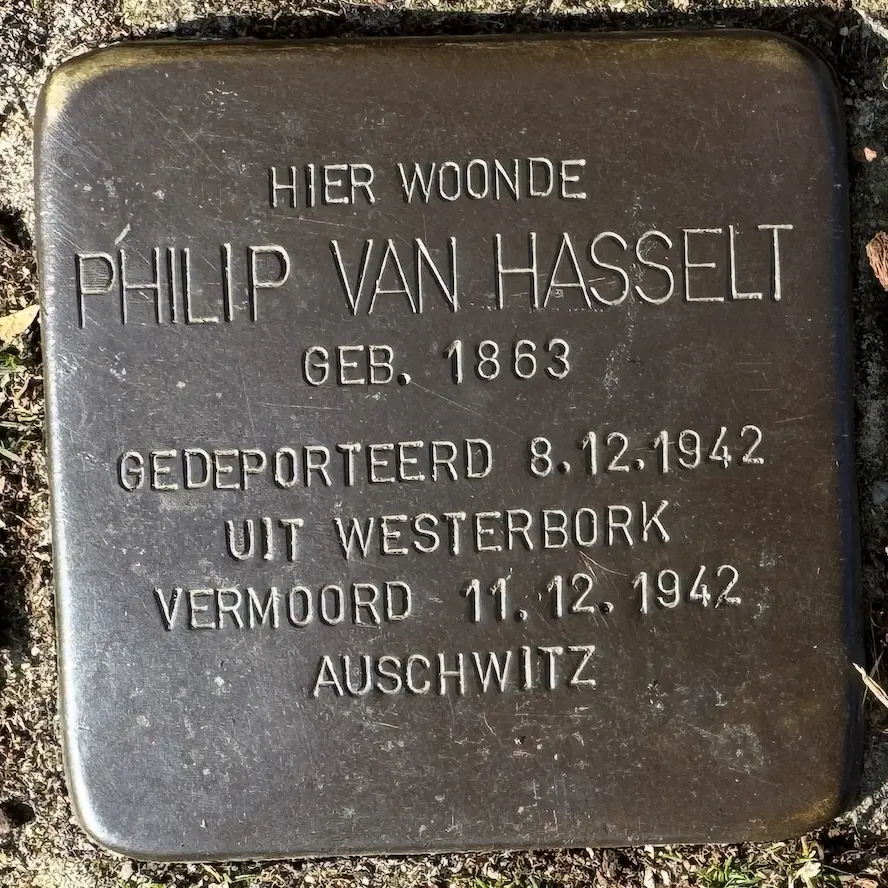 HIER WOONDE
PHILIP VAN HASSELT
GEB. 1863
GEDEPORTEERD 8.12.1942
UIT WESTERBORK
VERMOORD 11.12.1942
AUSCHWITZ